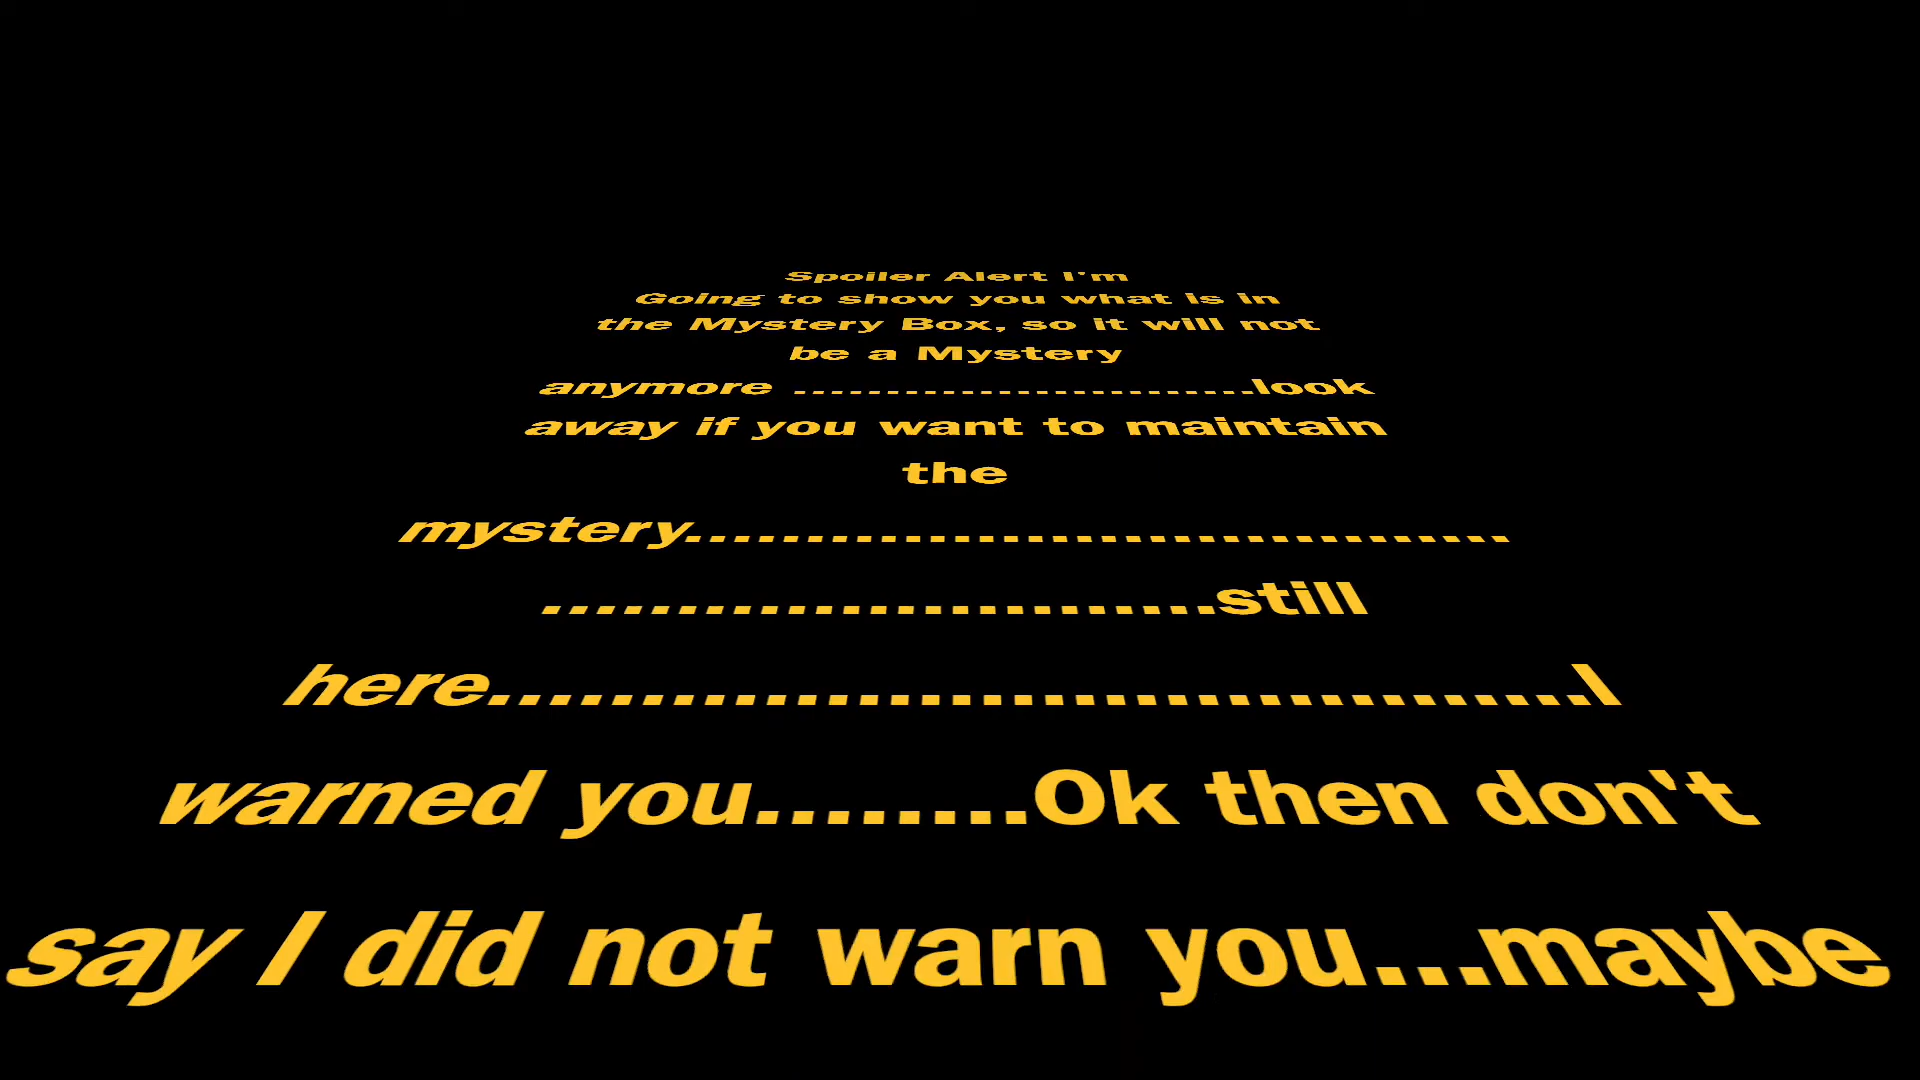 Spoiler Alert I'm
Going to show you what is in
the Mystery Box, so it will not
be a Mystery
anymore .........................look
away if you want to maintain
the
mystery..................................
.........................still
here....................................I
warned you........Ok then don't
say I did not warn you...maybe